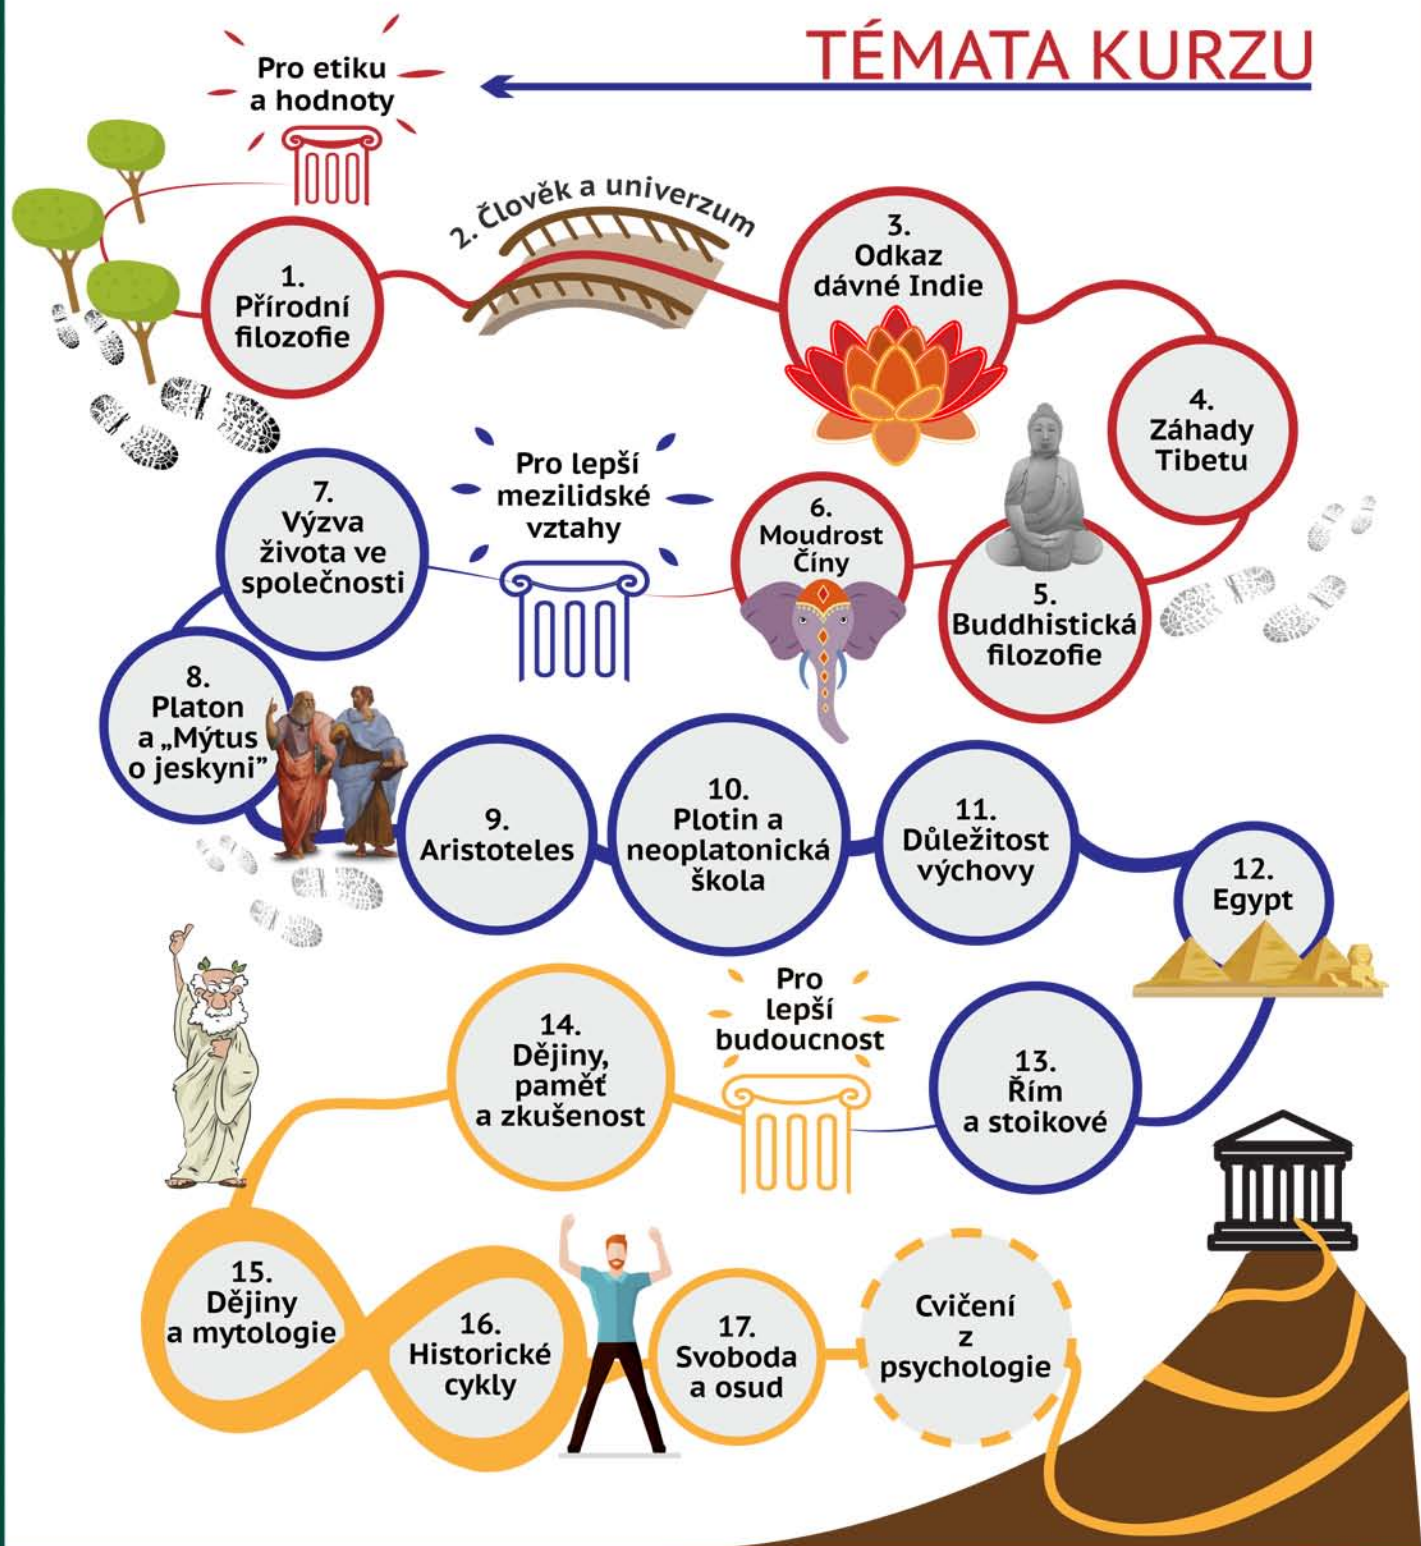 TÉMATA KURZU
Pro etiku
a hodnoty
1.
Přírodní
filozofie
2. Člověk a univerzum
3.
Odkaz
dávné Indie
4.
Záhady
Tibetu
5.
Buddhistická
filozofie
6.
Moudrost
Číny
Pro lepší
mezilidské
vztahy
7.
Výzva
života ve
společnosti
8.
Platon
a „Mýtus
o jeskyni”
9.
Aristoteles
10.
Plotin a
neoplatonická
škola
11.
Důležitost
výchovy
12.
Egypt
13.
Řím
a stoikové
Pro
lepší
budoucnost
14.
Dějiny,
paměť
a zkušenost
15.
Dějiny
a mytologie
16.
Historické
cykly
17.
Svoboda
a osud
Cvičení
z
psychologie